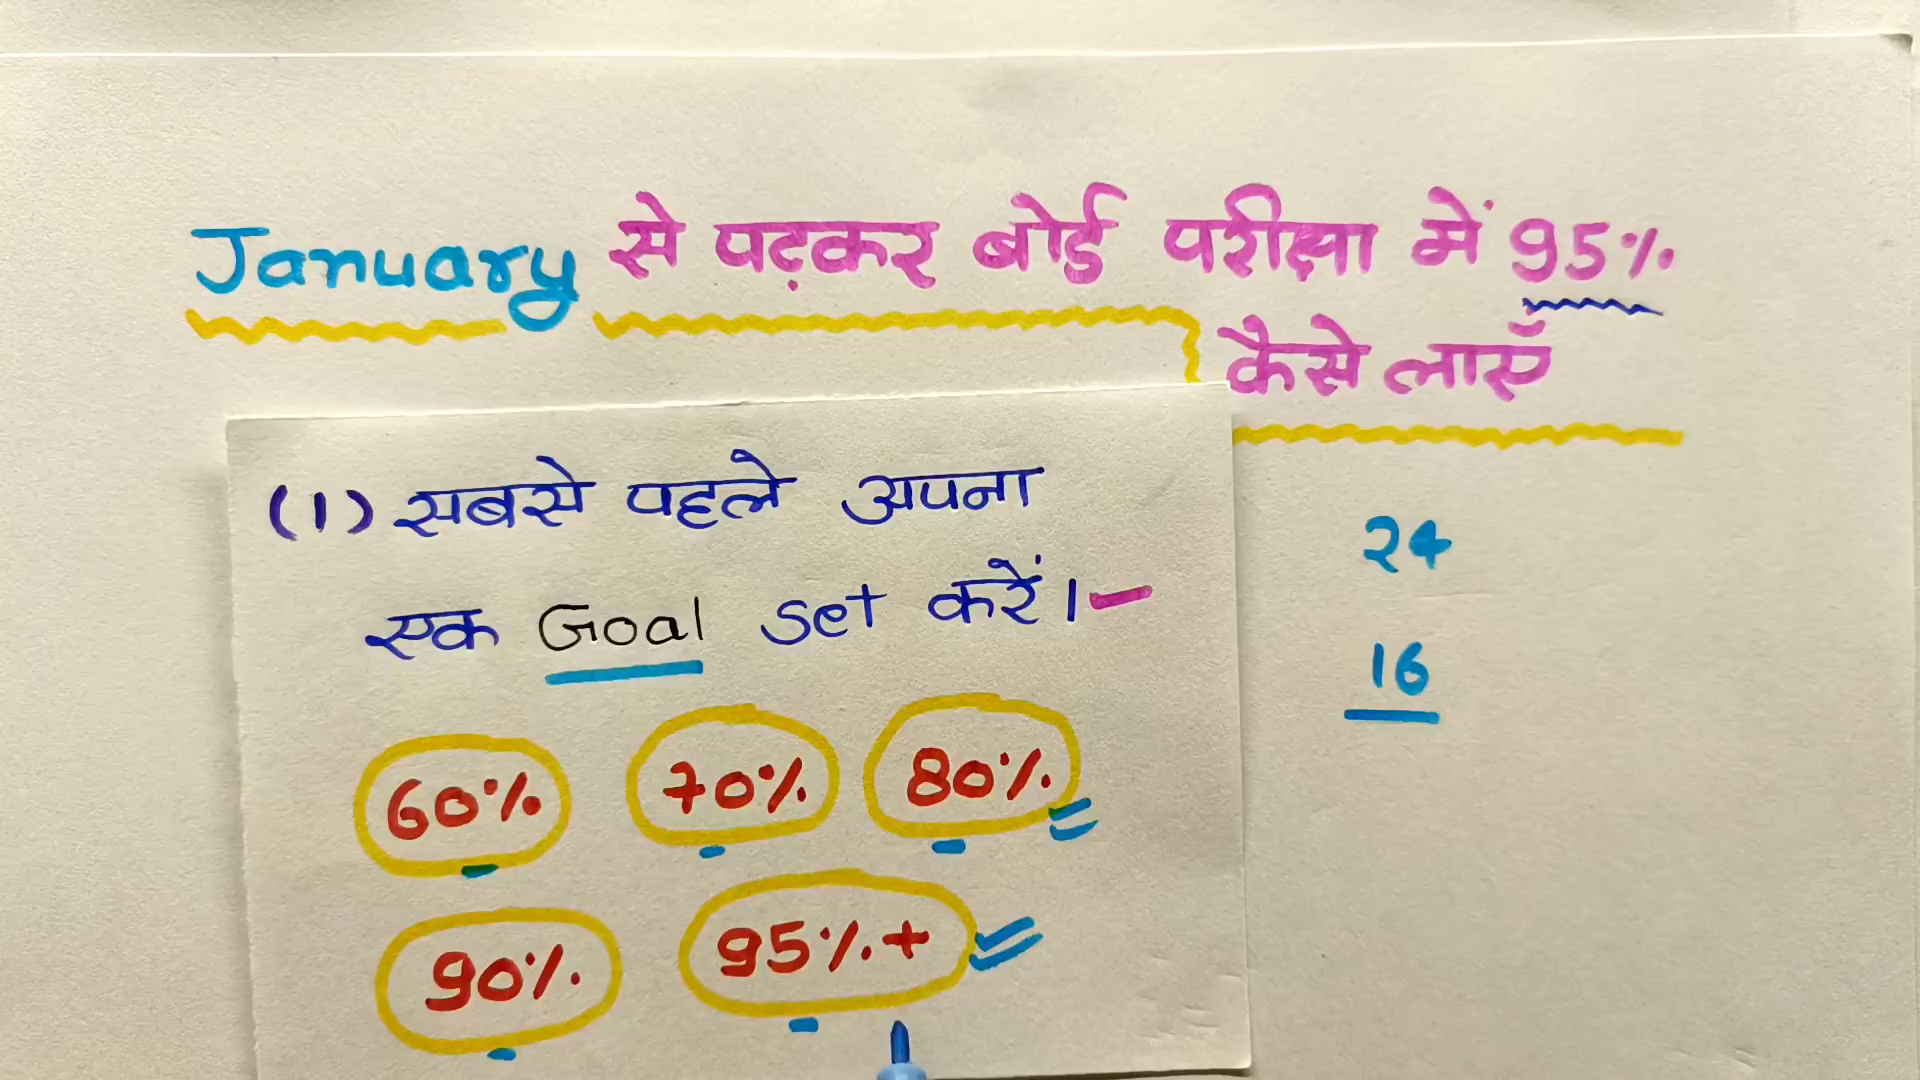 January से पढ़कर बोर्ड परीक्षा में 95%
कैसे लाएँ
(1) सबसे पहले अपना
एक Goal set करें।-
60% 70% 80%
90% 95%+
24
16